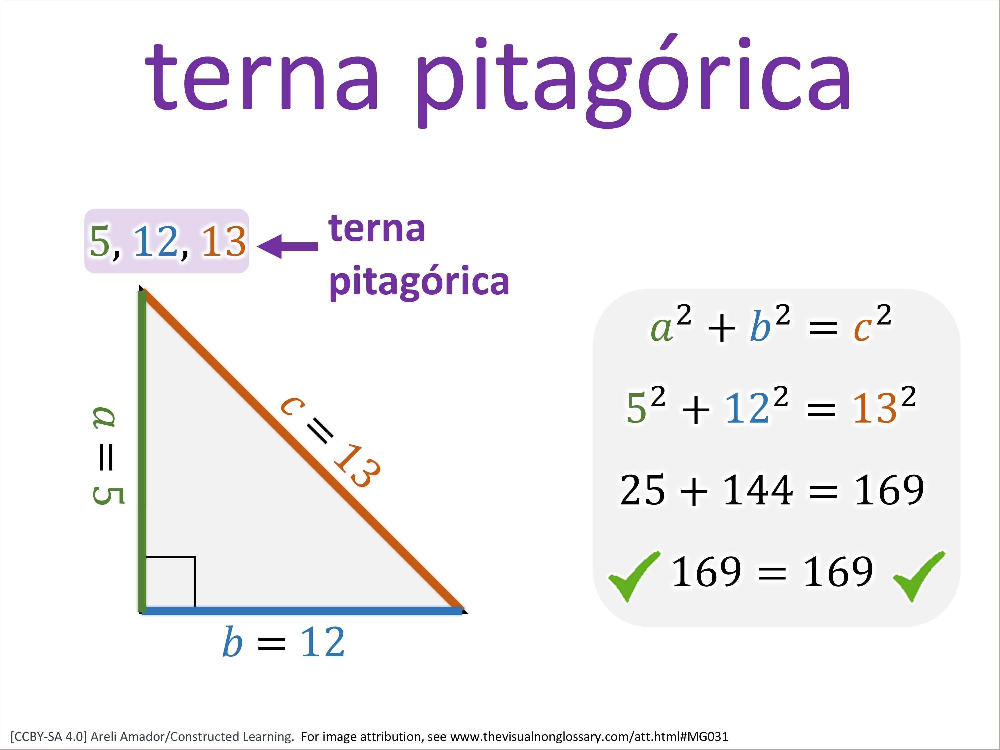 terna pitagórica
5, 12, 13
terna
pitagórica
a = 5
c = 13
b = 12
a² + b² = c²
5² + 12² = 13²
25 + 144 = 169
169 = 169
[CCBY-SA 4.0] Areli Amador/Constructed Learning. For image attribution, see www.thevisualnonglossary.com/att.html#MG031